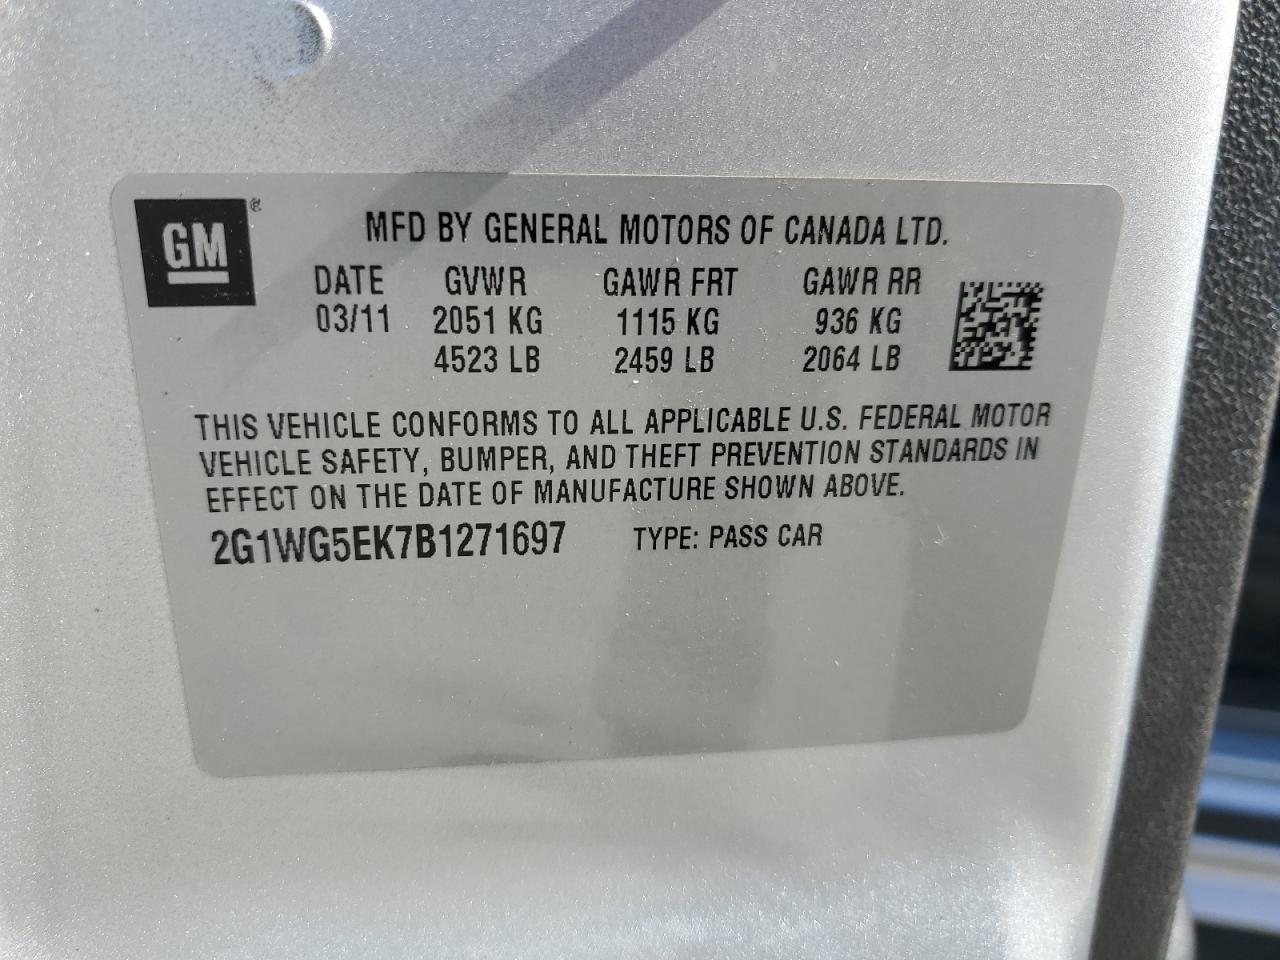 GM®
MFD BY GENERAL MOTORS OF CANADA LTD.
DATE GVWR GAWR FRT GAWR RR
03/11 2051 KG 1115 KG 936 KG
4523 LB 2459 LB 2064 LB
THIS VEHICLE CONFORMS TO ALL APPLICABLE U.S. FEDERAL MOTOR
VEHICLE SAFETY, BUMPER, AND THEFT PREVENTION STANDARDS IN
EFFECT ON THE DATE OF MANUFACTURE SHOWN ABOVE.
2G1WG5EK7B1271697 TYPE: PASS CAR